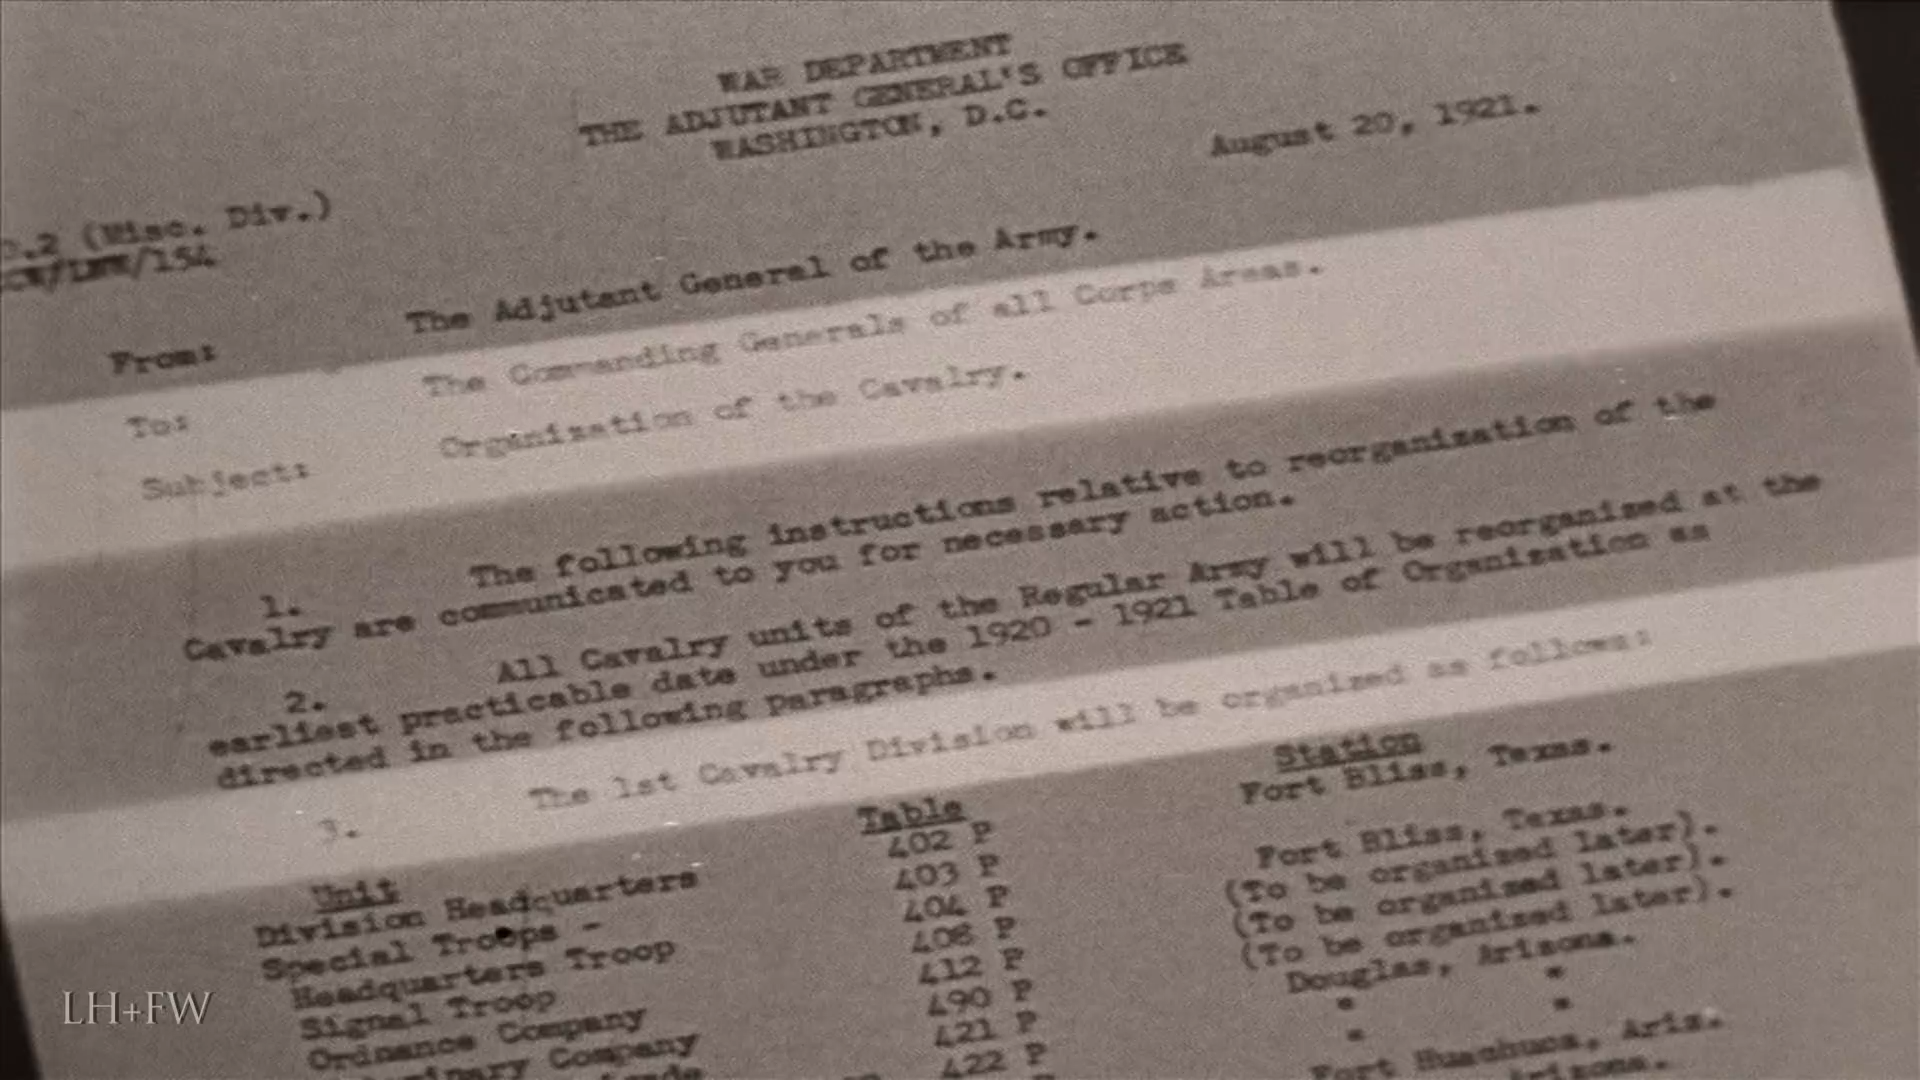 WAR DEPARTMENT
THE ADJUTANT GENERAL'S OFFICE
WASHINGTON, D.C.
August 20, 1921.
(Misc. Div.)
/154
From: The Adjutant General of the Army.
To: The Commanding Generals of all Corps Areas.
Subject: Organization of the Cavalry.
1. The following instructions relative to reorganization of the
Cavalry are communicated to you for necessary action.
2. All Cavalry units of the Regular Army will be reorganized at the
earliest practicable date under the 1920 - 1921 Table of Organization as
directed in the following paragraphs.
3. The 1st Cavalry Division will be organized as follows:
Unit Table Station
Division Headquarters 402 P Fort Bliss, Texas.
Special Troops -
Headquarters Troop 403 P Fort Bliss, Texas.
Signal Troop 404 P (To be organized later).
Ordnance Company 408 P (To be organized later).
Company 412 P (To be organized later).
490 P Douglas, Arizona.
421 P " "
422 P " "
Fort Huachuca, Ariz.
Arizona.
LH+FW